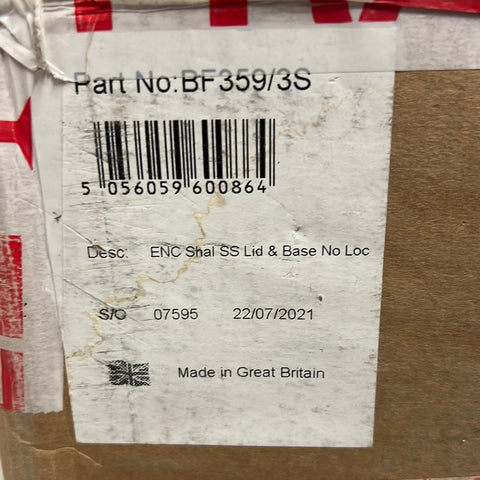 Part No:BF359/3S
5 056059 600864
Desc. ENC Shal SS Lid & Base No Loc
S/O 07595 22/07/2021
Made in Great Britain